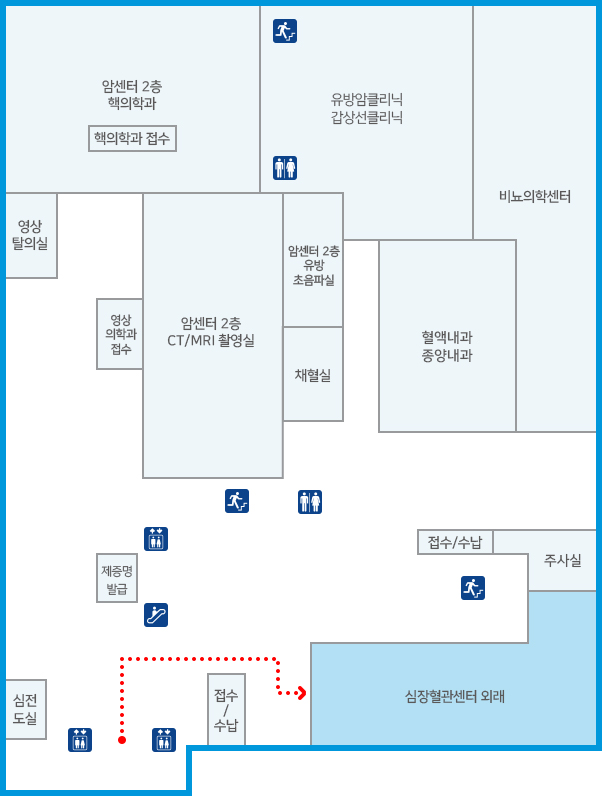 암센터 2층
핵의학과
핵의학과 접수
유방암클리닉
갑상선클리닉
비뇨의학센터
영상
탈의실
암센터 2층
유방
초음파실
영상
의학과
접수
암센터 2층
CT/MRI 촬영실
혈액내과
종양내과
채혈실
접수/수납
주사실
제증명
발급
심전
도실
접수
/
수납
심장혈관센터 외래